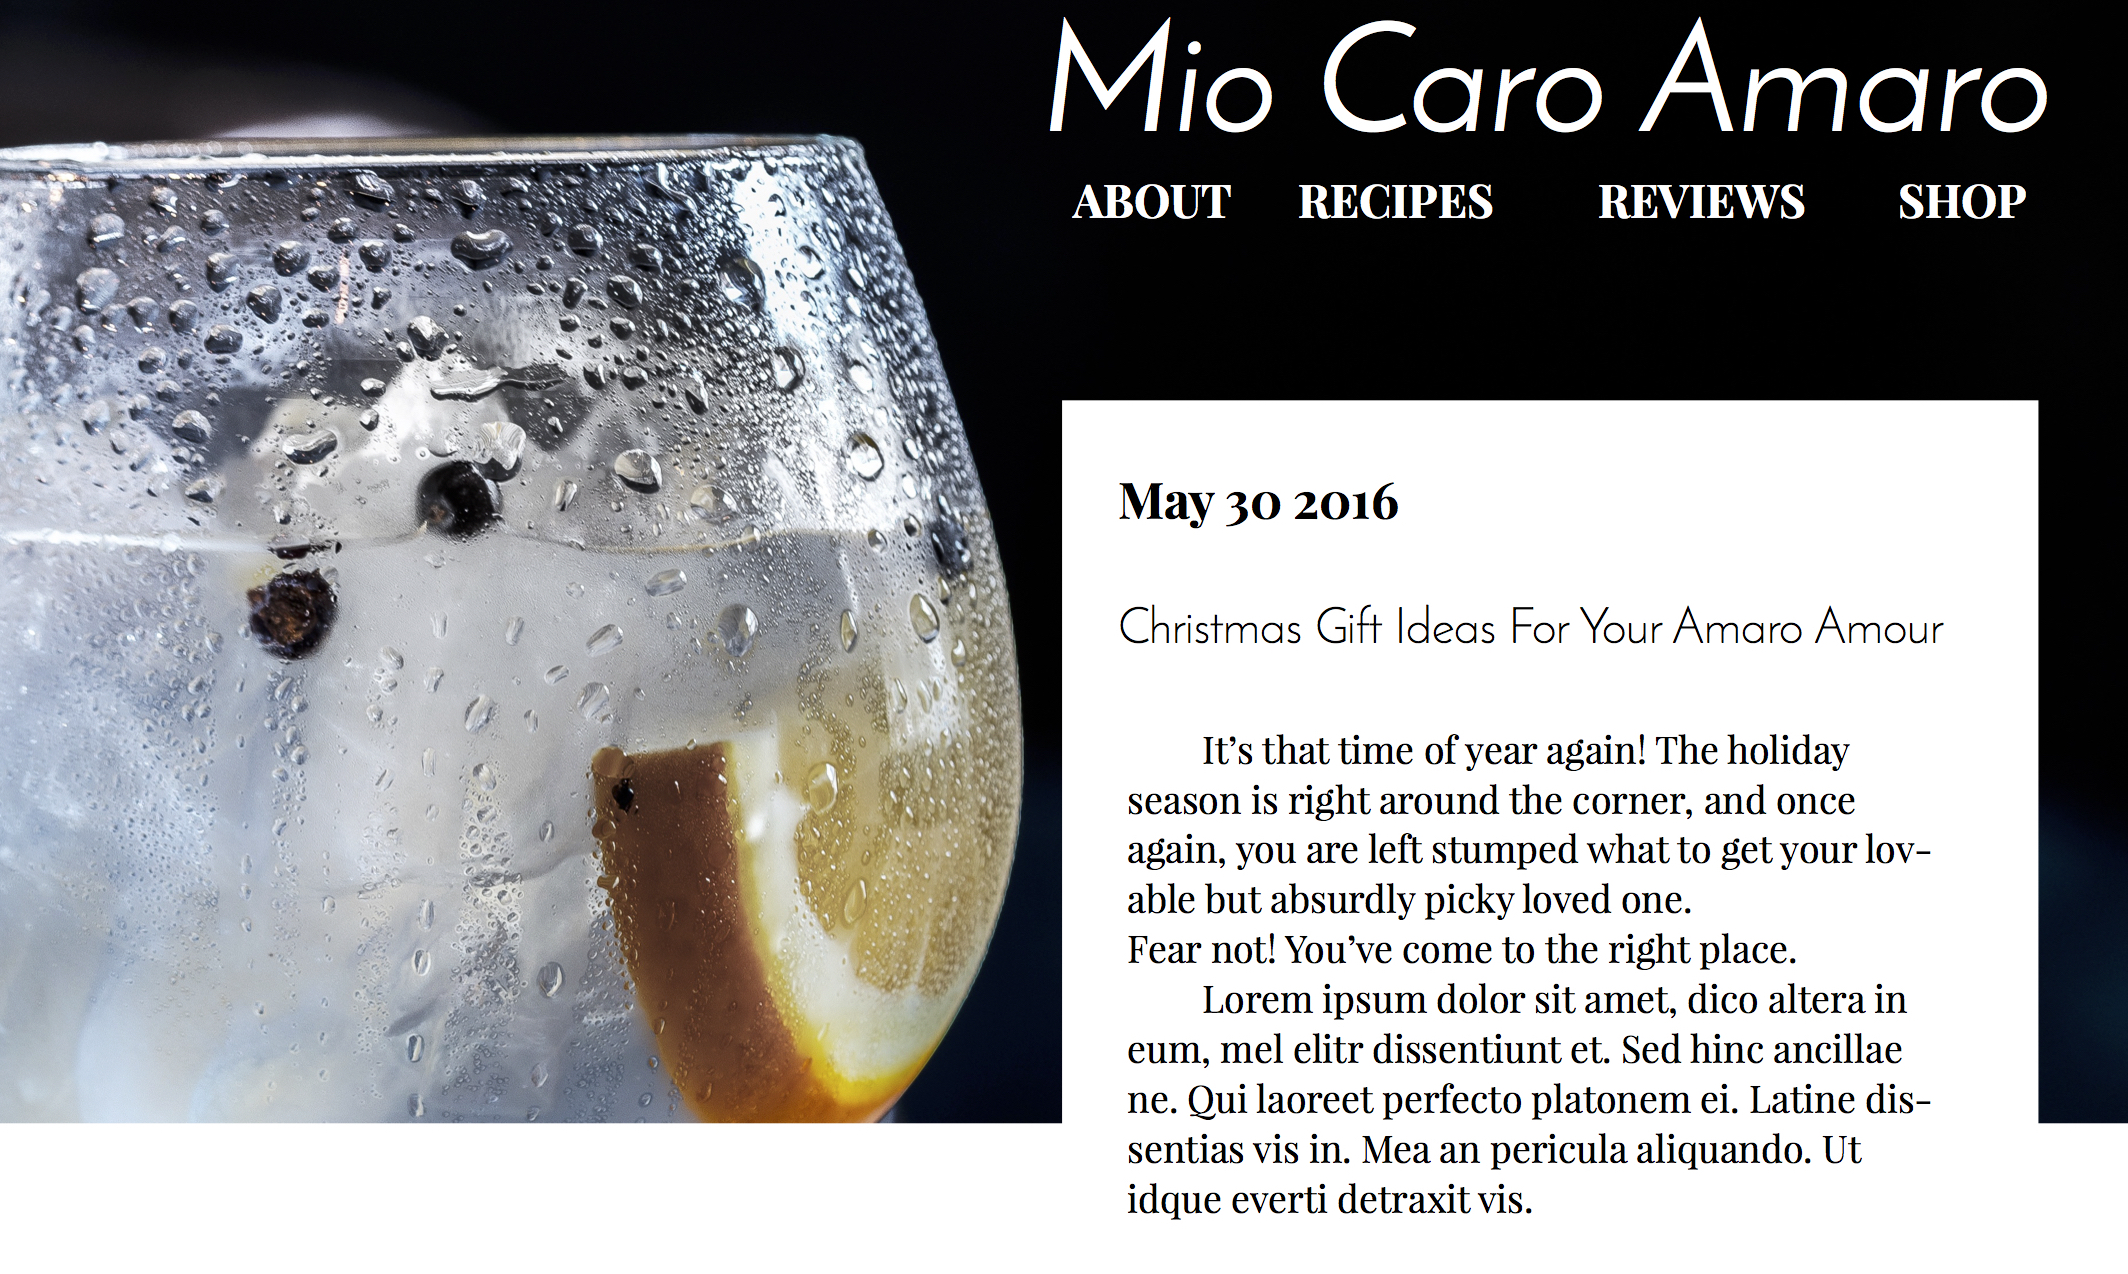 Mio Caro Amaro
ABOUT RECIPES REVIEWS SHOP
May 30 2016
Christmas Gift Ideas For Your Amaro Amour
It’s that time of year again! The holiday
season is right around the corner, and once
again, you are left stumped what to get your lov-
able but absurdly picky loved one.
Fear not! You’ve come to the right place.
Lorem ipsum dolor sit amet, dico altera in
eum, mel elitr dissentiunt et. Sed hinc ancillae
ne. Qui laoreet perfecto platonem ei. Latine dis-
sentias vis in. Mea an pericula aliquando. Ut
idque everti detraxit vis.